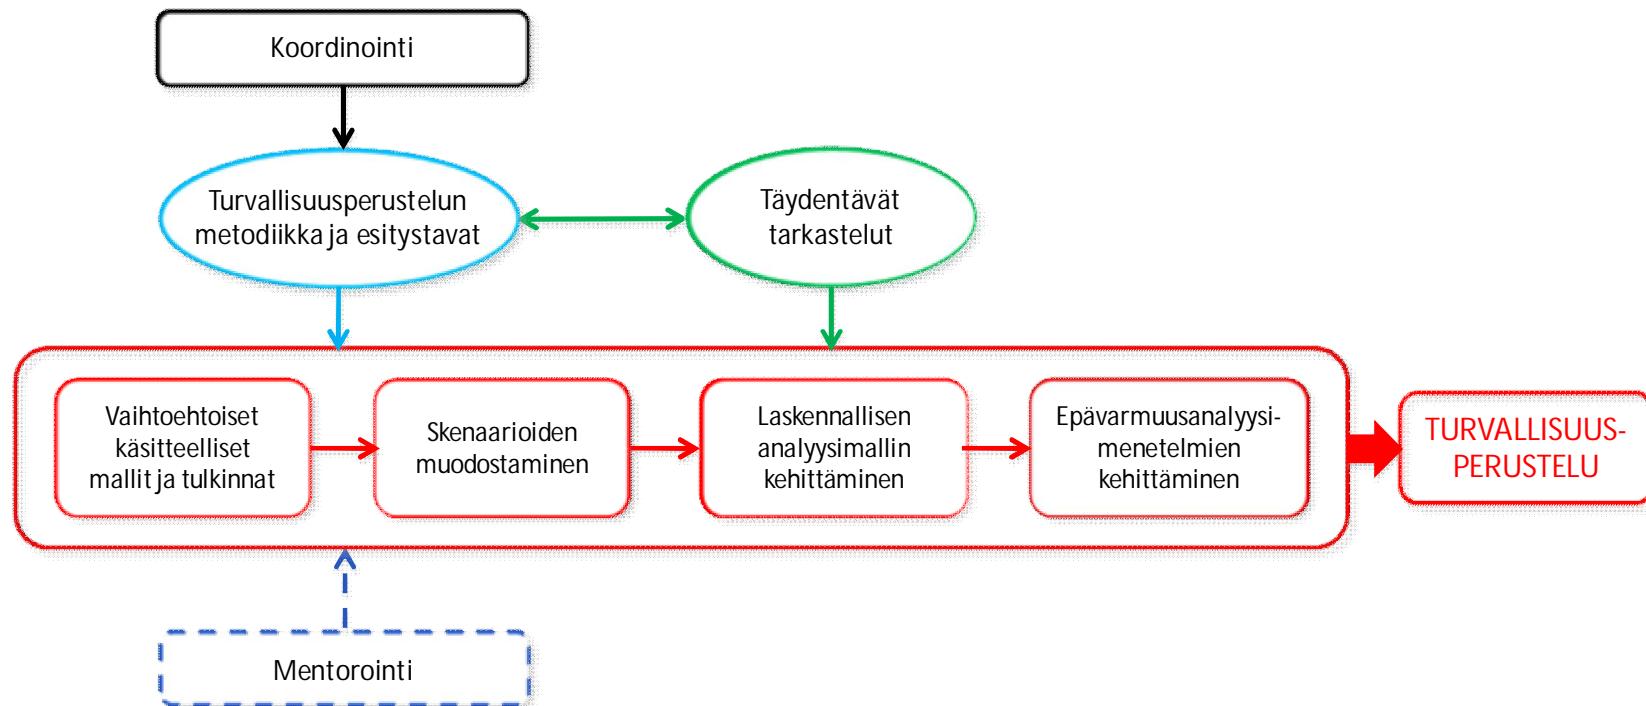 Koordinointi
Turvallisuusperustelun
metodiikka ja esitystavat
Täydentävät
tarkastelut
Vaihtoehtoiset
käsitteelliset
mallit ja tulkinnat
Skenaarioiden
muodostaminen
Laskennallisen
analyysimallin
kehittäminen
Epävarmuusanalyysi-
menetelmien
kehittäminen
TURVALLISUUS-
PERUSTELU
Mentorointi